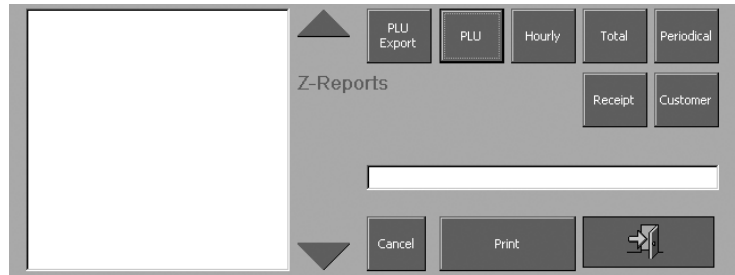 PLU
Export
PLU
Hourly
Total
Periodical
Z-Reports
Receipt
Customer
Cancel
Print